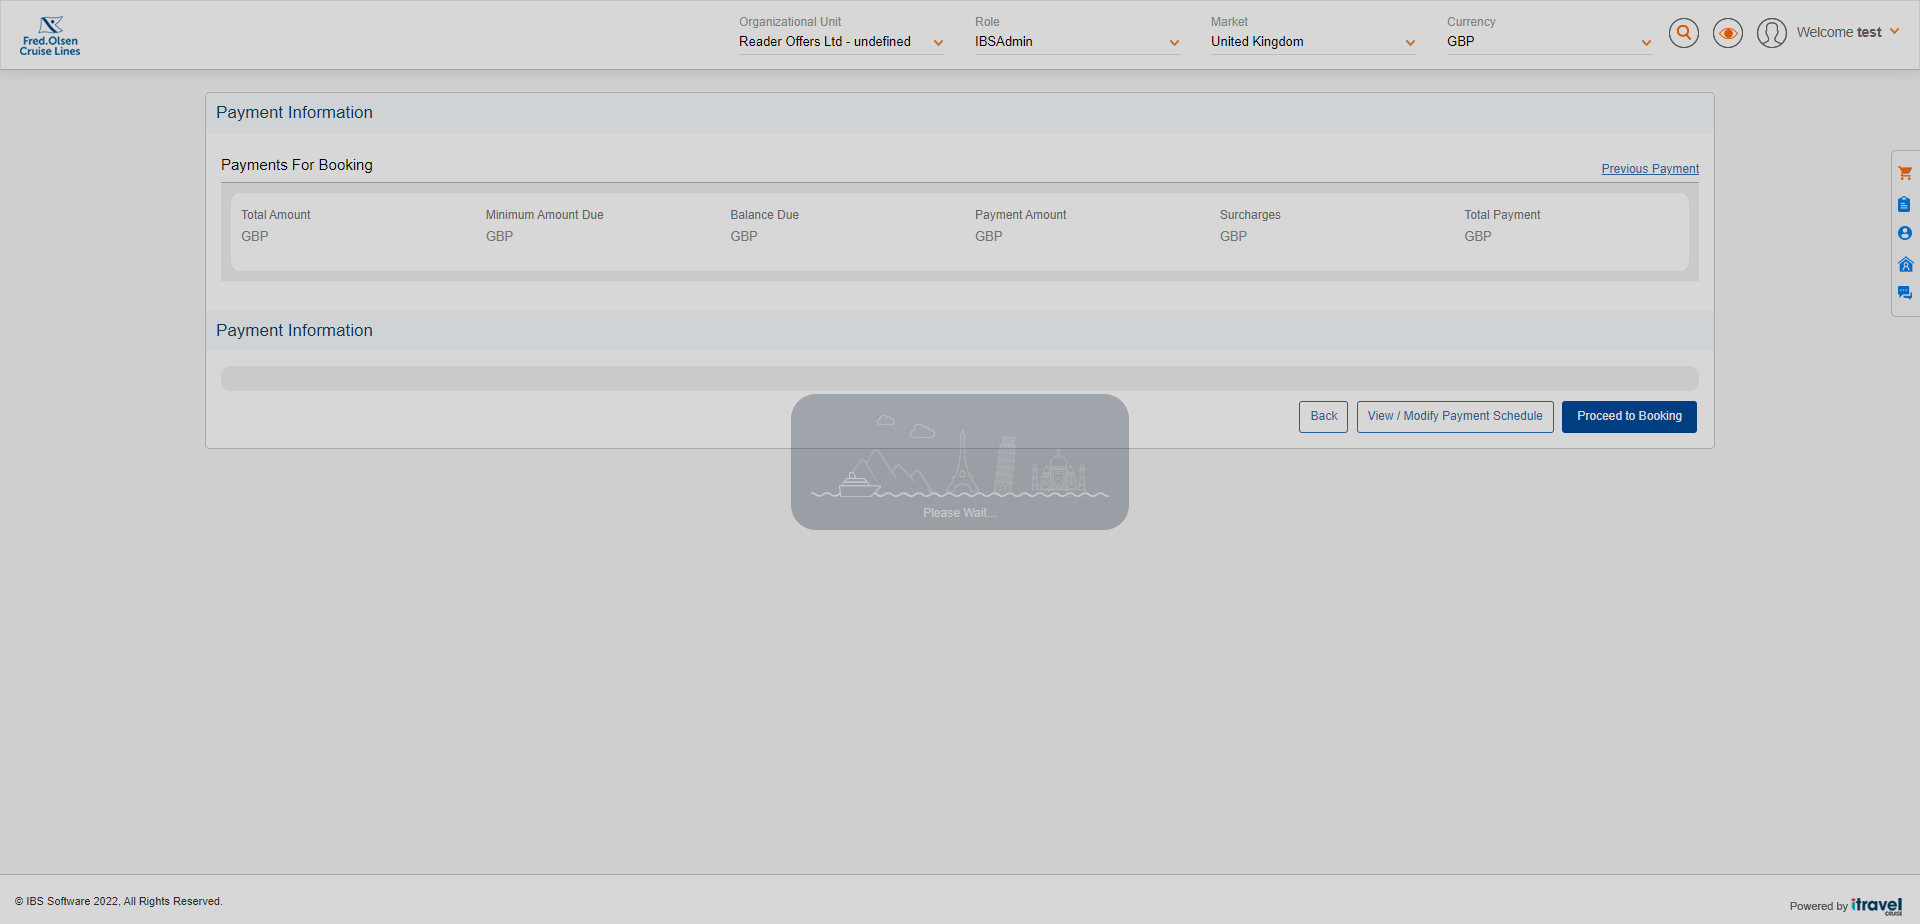 Fred.Olsen
Cruise Lines
Organizational Unit
Reader Offers Ltd - undefined
Role
IBSAdmin
Market
United Kingdom
Currency
GBP
Welcome test
Payment Information
Payments For Booking
Previous Payment
Total Amount
GBP
Minimum Amount Due
GBP
Balance Due
GBP
Payment Amount
GBP
Surcharges
GBP
Total Payment
GBP
Payment Information
Back
View / Modify Payment Schedule
Proceed to Booking
Please Wait...
© IBS Software 2022, All Rights Reserved.
Powered by itravel
CRUISE